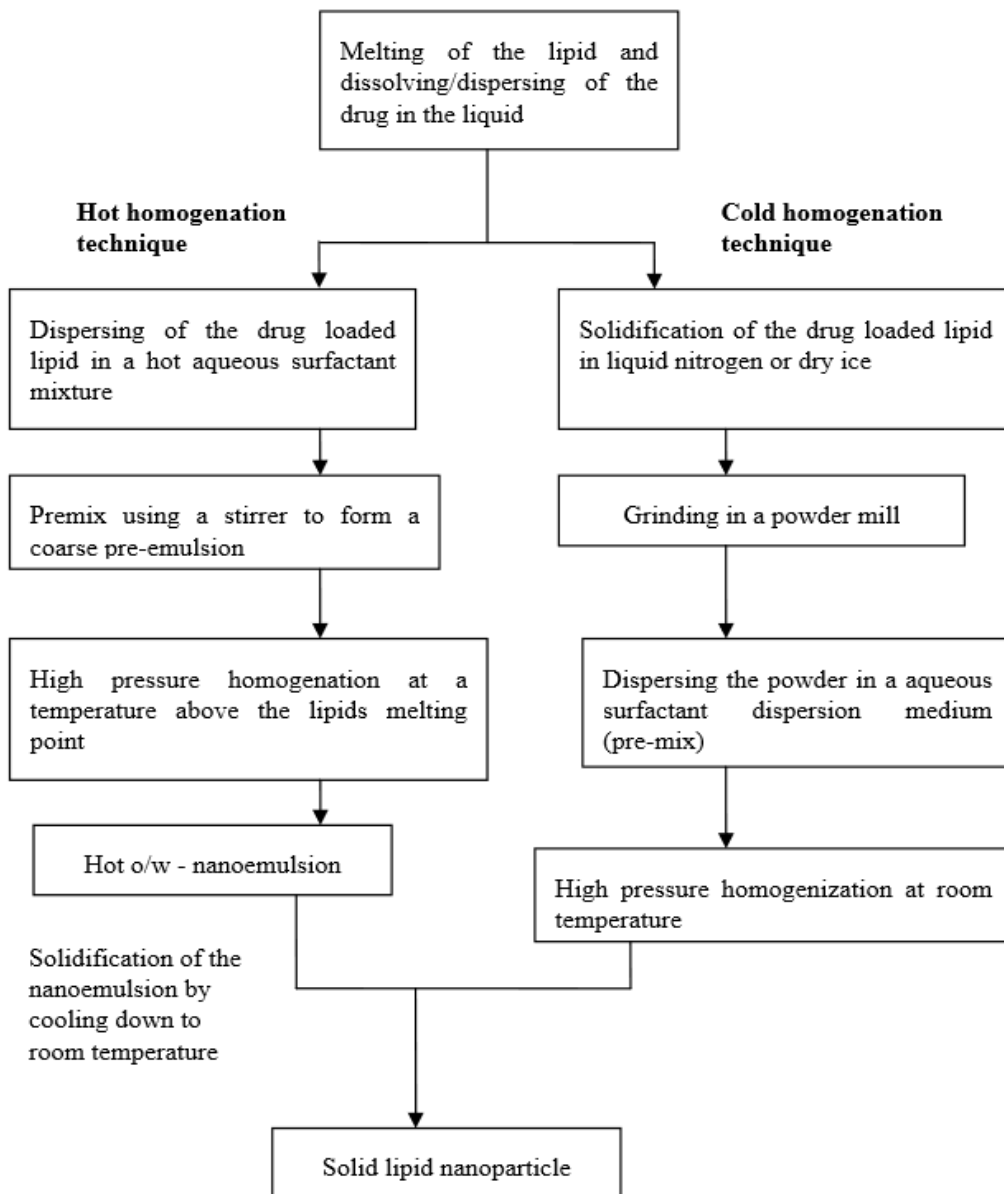 Melting of the lipid and
dissolving/dispersing of the
drug in the liquid
Hot homogenation
technique
Cold homogenation
technique
Dispersing of the drug loaded
lipid in a hot aqueous surfactant
mixture
Solidification of the drug loaded lipid
in liquid nitrogen or dry ice
Premix using a stirrer to form a
coarse pre-emulsion
Grinding in a powder mill
High pressure homogenation at a
temperature above the lipids melting
point
Dispersing the powder in a aqueous
surfactant dispersion medium
(pre-mix)
Hot o/w - nanoemulsion
High pressure homogenization at room
temperature
Solidification of the
nanoemulsion by
cooling down to
room temperature
Solid lipid nanoparticle